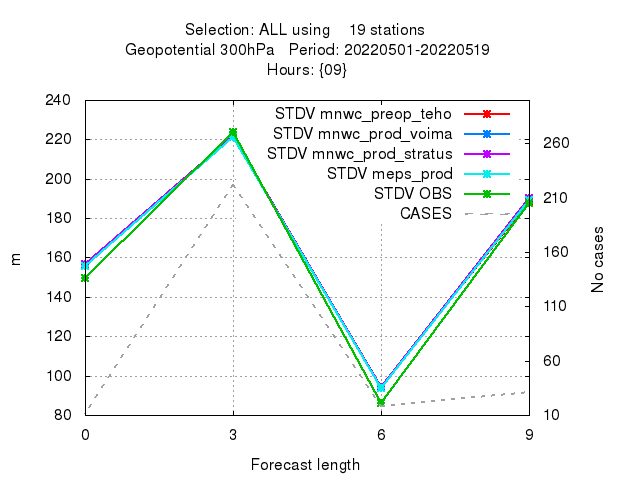 Selection: ALL using 19 stations
Geopotential 300hPa Period: 20220501-20220519
Hours: {09}
240
220
200
180
160
140
120
100
80
m
STDV mnwc_preop_teho
STDV mnwc_prod_voima
STDV mnwc_prod_stratus
STDV meps_prod
STDV OBS
CASES
260
210
160
110
60
10
No cases
0 3 6 9
Forecast length